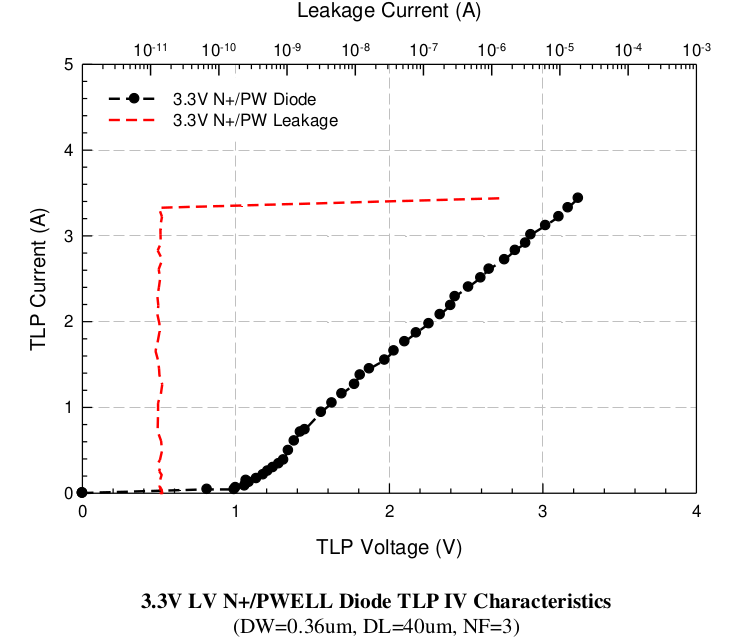 Leakage Current (A)
10⁻¹¹ 10⁻¹⁰ 10⁻⁹ 10⁻⁸ 10⁻⁷ 10⁻⁶ 10⁻⁵ 10⁻⁴ 10⁻³
5
3.3V N+/PW Diode
3.3V N+/PW Leakage
4
3
TLP Current (A)
2
1
0
0 1 2 3 4
TLP Voltage (V)
3.3V LV N+/PWELL Diode TLP IV Characteristics
(DW=0.36um, DL=40um, NF=3)